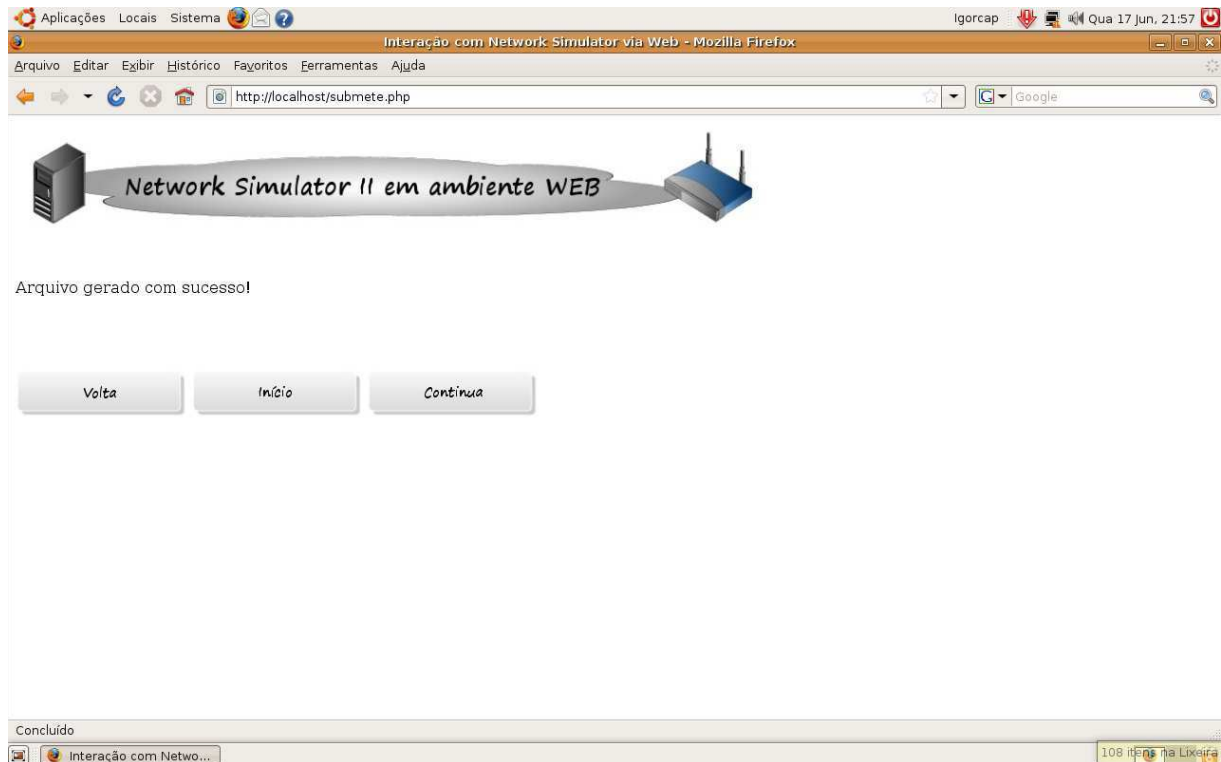 Aplicações Locais Sistema
Igorcap
Qua 17 Jun, 21:57
Interação com Network Simulator via Web - Mozilla Firefox
Arquivo Editar Exibir Histórico Favoritos Ferramentas Ajuda
http://localhost/submete.php
G Google
Network Simulator II em ambiente WEB
Arquivo gerado com sucesso!
Volta
Início
Continua
Concluído
Interação com Netwo...
108 itens na Lixeira